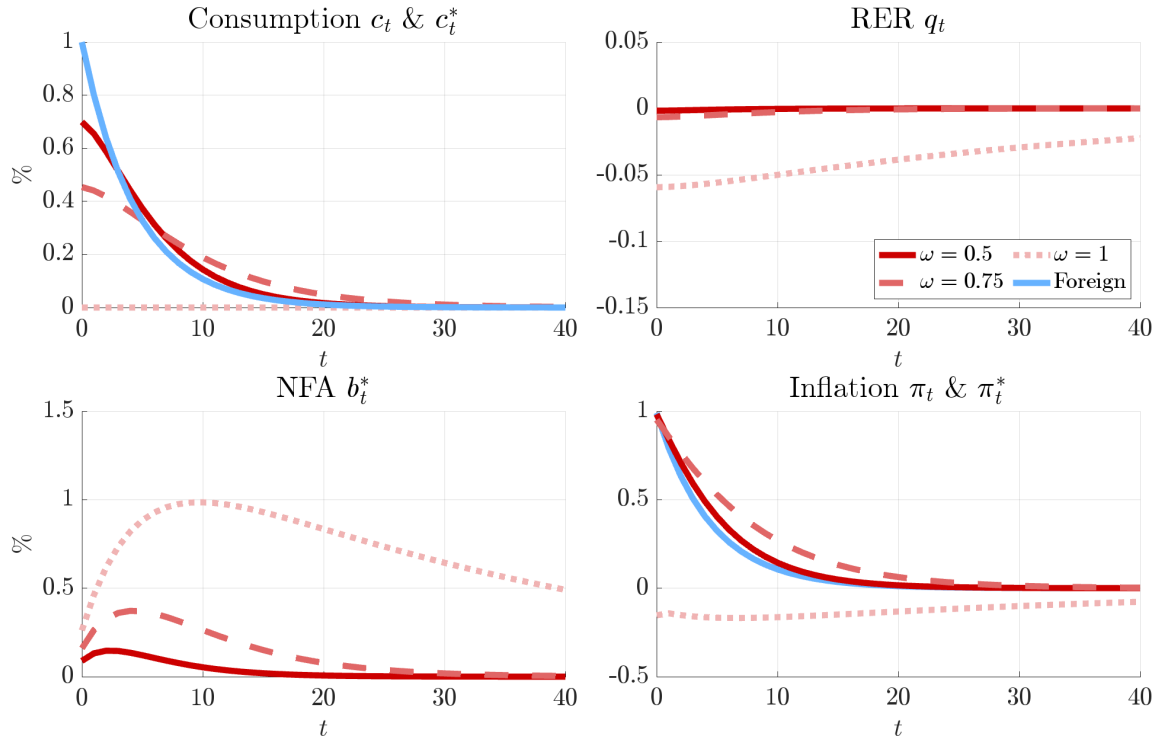 Consumption $c_t$ & $c_t^*$
1
0.8
0.6
0.4
0.2
0
%
0 10 20 30 40
t
RER $q_t$
0.05
0
-0.05
-0.1
-0.15
ω = 0.5 ω = 1
ω = 0.75 Foreign
0 10 20 30 40
t
NFA $b_t^*$
1.5
1
0.5
0
%
0 10 20 30 40
t
Inflation $π_t$ & $π_t^*$
1
0.5
0
-0.5
0 10 20 30 40
t